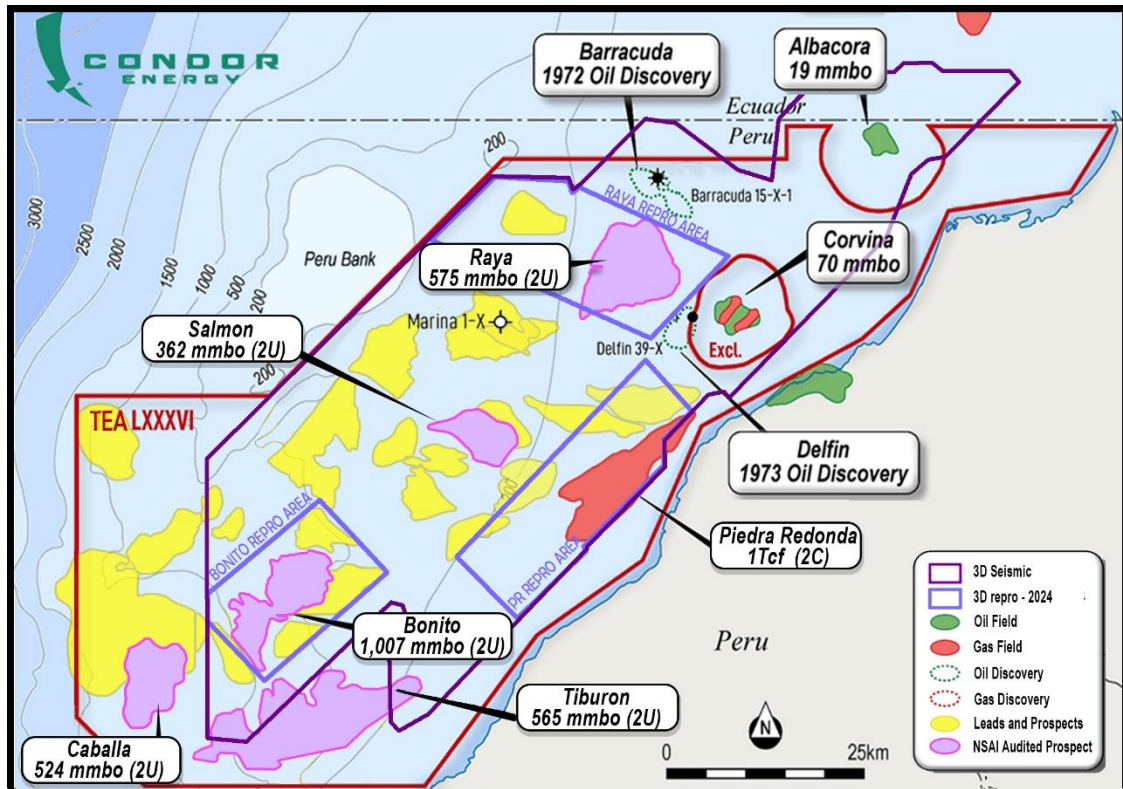 CONDOR
ENERGY
Barracuda
1972 Oil Discovery
Albacora
19 mmbo
Ecuador
Peru
200
3000
2500
2000
1500
1000
500
200
Peru Bank
RAYA REPRO AREA
Barracuda 15-X-1
Raya
575 mmbo (2U)
Corvina
70 mmbo
Marina 1-X
Delfin 39-X
Excl.
Salmon
362 mmbo (2U)
200
TEA LXXXVI
200
Delfin
1973 Oil Discovery
BONITO REPRO AREA
PR REPRO AREA
Piedra Redonda
1Tcf (2C)
Bonito
1,007 mmbo (2U)
Peru
Tiburon
565 mmbo (2U)
Caballa
524 mmbo (2U)
N
0
25km
3D Seismic
3D repro - 2024
Oil Field
Gas Field
Oil Discovery
Gas Discovery
Leads and Prospects
NSAI Audited Prospect